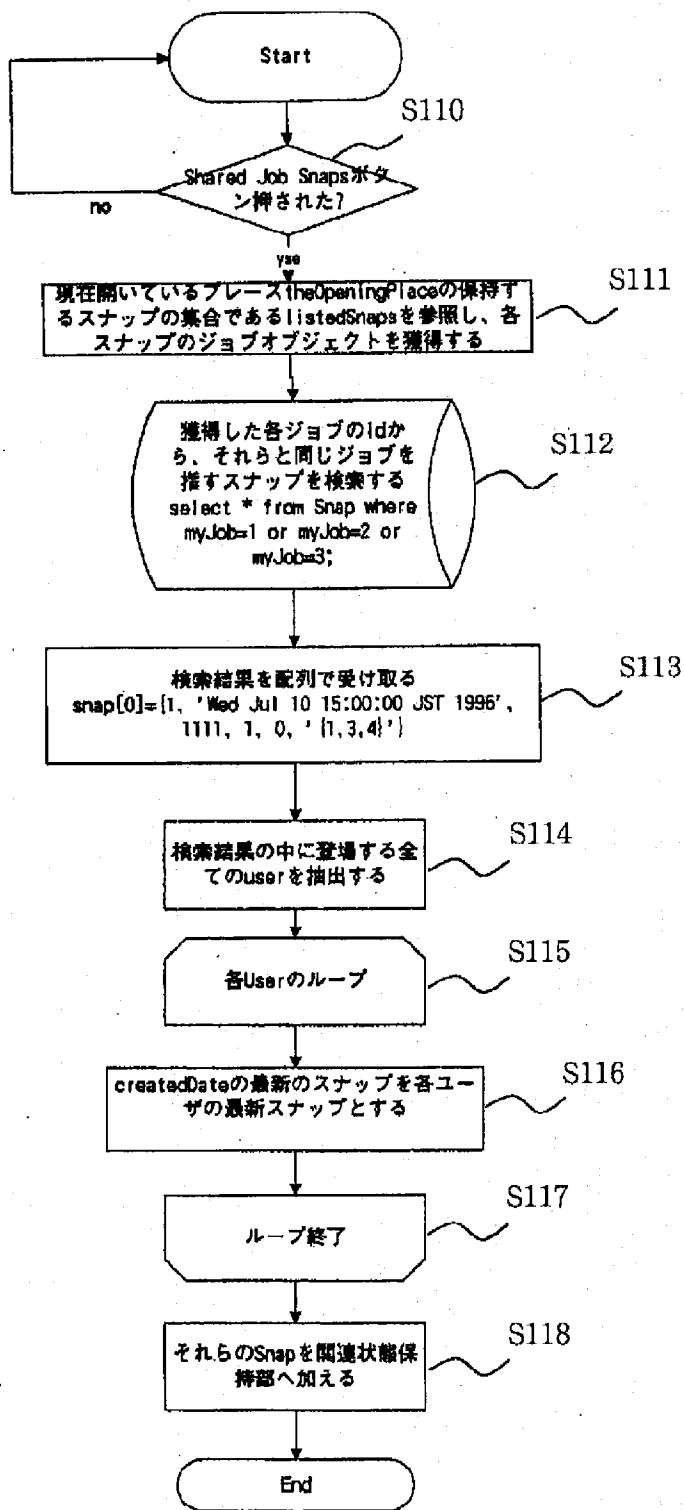 Start
S110
Shared Job Snapsボタ
ン押された?
no
yse
S111
現在開いているプレースtheOpeningPlaceの保持す
るスナップの集合であるlistedSnapsを参照し、各
スナップのジョブオブジェクトを獲得する
S112
獲得した各ジョブのidか
ら、それらと同じジョブを
指すスナップを検索する
select * from Snap where
myJob=1 or myJob=2 or
myJob=3;
S113
検索結果を配列で受け取る
snap[0]={1, 'Wed Jul 10 15:00:00 JST 1996',
1111, 1, 0, '{1,3,4}'}
S114
検索結果の中に登場する全
てのuserを抽出する
S115
各Userのループ
S116
createdDateの最新のスナップを各ユー
ザの最新スナップとする
S117
ループ終了
S118
それらのSnapを関連状態保
持部へ加える
End